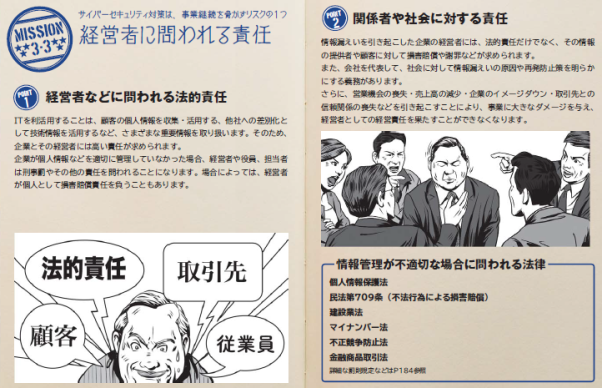 MISSION
3-3
サイバーセキュリティ対策は、事業継続を脅かすリスクの1つ
経営者に問われる責任
POINT
1
経営者などに問われる法的責任
ITを利活用することは、顧客の個人情報を収集・活用する、他社への差別化とし
て技術情報を活用するなど、さまざまな重要情報を取り扱います。そのため、
企業とその経営者には高い責任が求められます。
企業が個人情報などを適切に管理していなかった場合、経営者や役員、担当者
は刑事罰やその他の責任を問われることになります。場合によっては、経営者
が個人として損害賠償責任を負うこともあります。
法的責任
取引先
顧客
従業員
POINT
2
関係者や社会に対する責任
情報漏えいを引き起こした企業の経営者には、法的責任だけでなく、その情報
の提供者や顧客に対して損害賠償や謝罪などが求められます。
また、会社を代表して、社会に対して情報漏えいの原因や再発防止策を明らか
にする義務があります。
さらに、営業機会の喪失・売上高の減少・企業のイメージダウン・取引先との
信頼関係の喪失などを引き起こすことにより、事業に大きなダメージを与え、
経営者としての経営責任を果たすことができなくなります。
情報管理が不適切な場合に問われる法律
個人情報保護法
民法第709条（不法行為による損害賠償）
建設業法
マイナンバー法
不正競争防止法
金融商品取引法
詳細な罰則規定などはP184参照